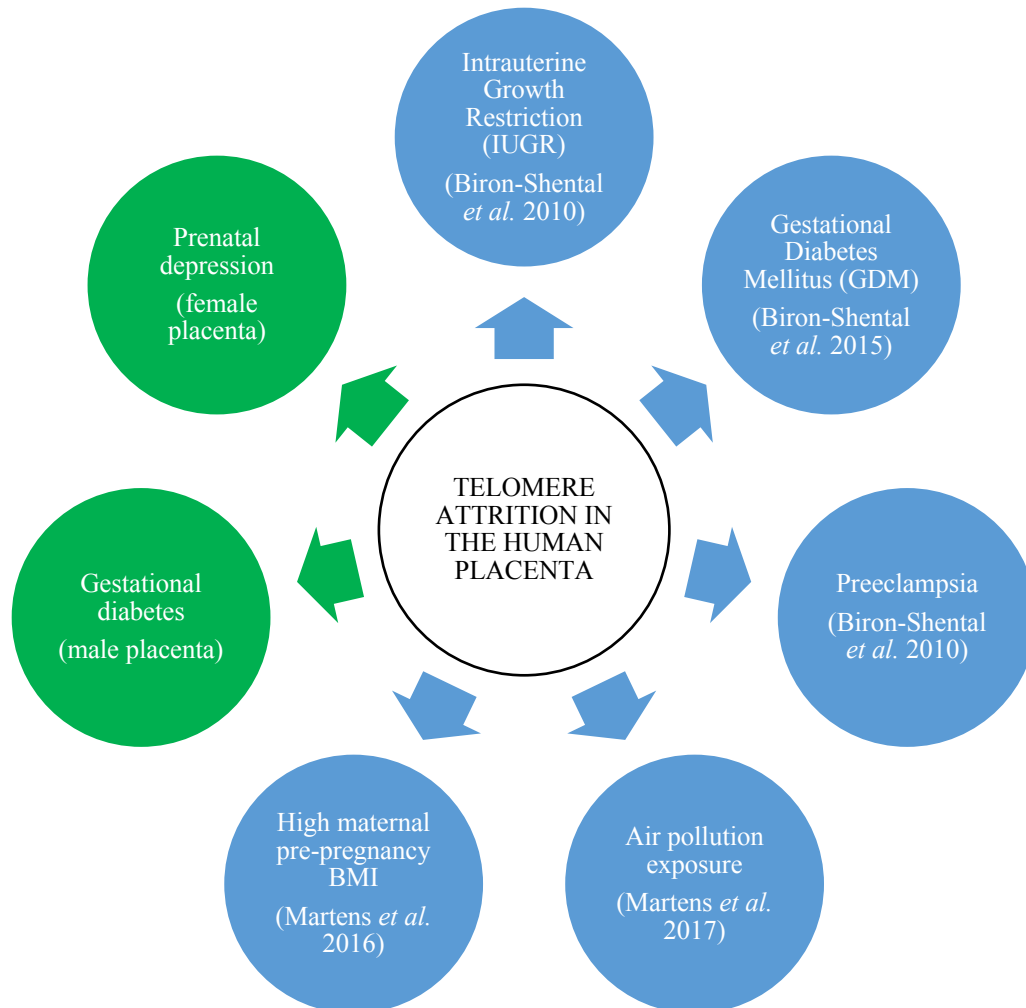 Intrauterine
Growth
Restriction
(IUGR)
(Biron-Shental
et al. 2010)
Gestational
Diabetes
Mellitus (GDM)
(Biron-Shental
et al. 2015)
Preeclampsia
(Biron-Shental
et al. 2010)
Air pollution
exposure
(Martens et al.
2017)
High maternal
pre-pregnancy
BMI
(Martens et al.
2016)
Gestational
diabetes
(male placenta)
Prenatal
depression
(female
placenta)
TELOMERE
ATTRITION IN
THE HUMAN
PLACENTA